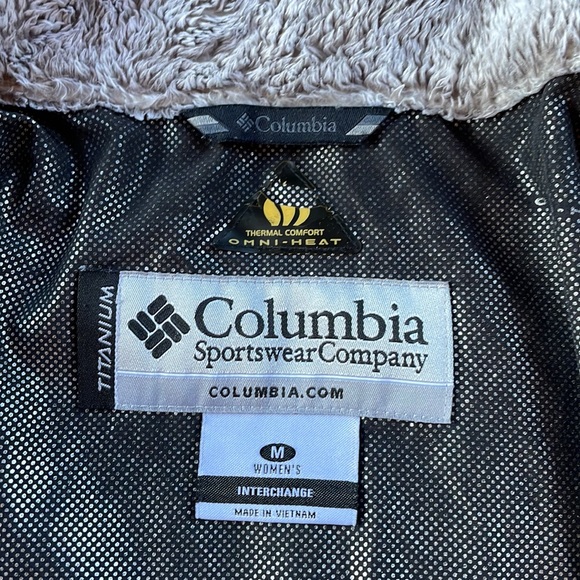 Columbia
THERMAL COMFORT
OMNI-HEAT
TITANIUM
Columbia
Sportswear Company
COLUMBIA.COM
M
WOMEN'S
INTERCHANGE
MADE IN VIETNAM